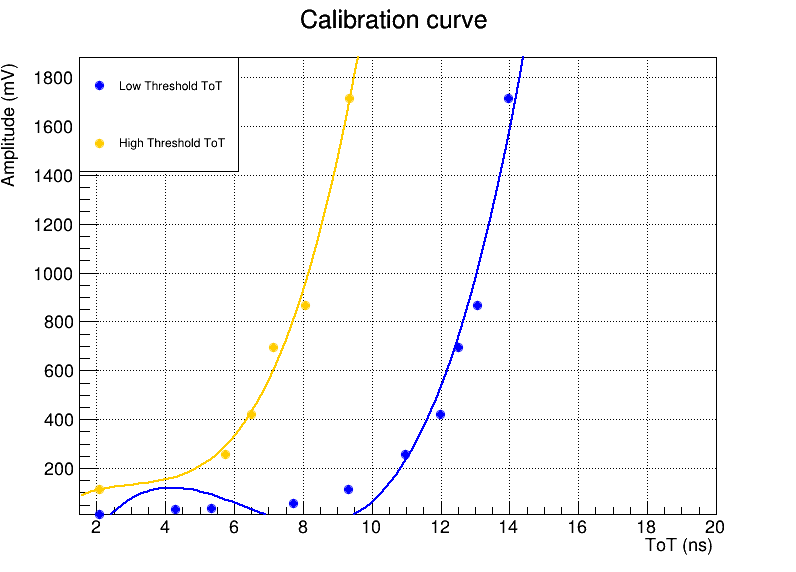 Calibration curve
Amplitude (mV)
1800
1600
1400
1200
1000
800
600
400
200
Low Threshold ToT
High Threshold ToT
2 4 6 8 10 12 14 16 18 20
ToT (ns)